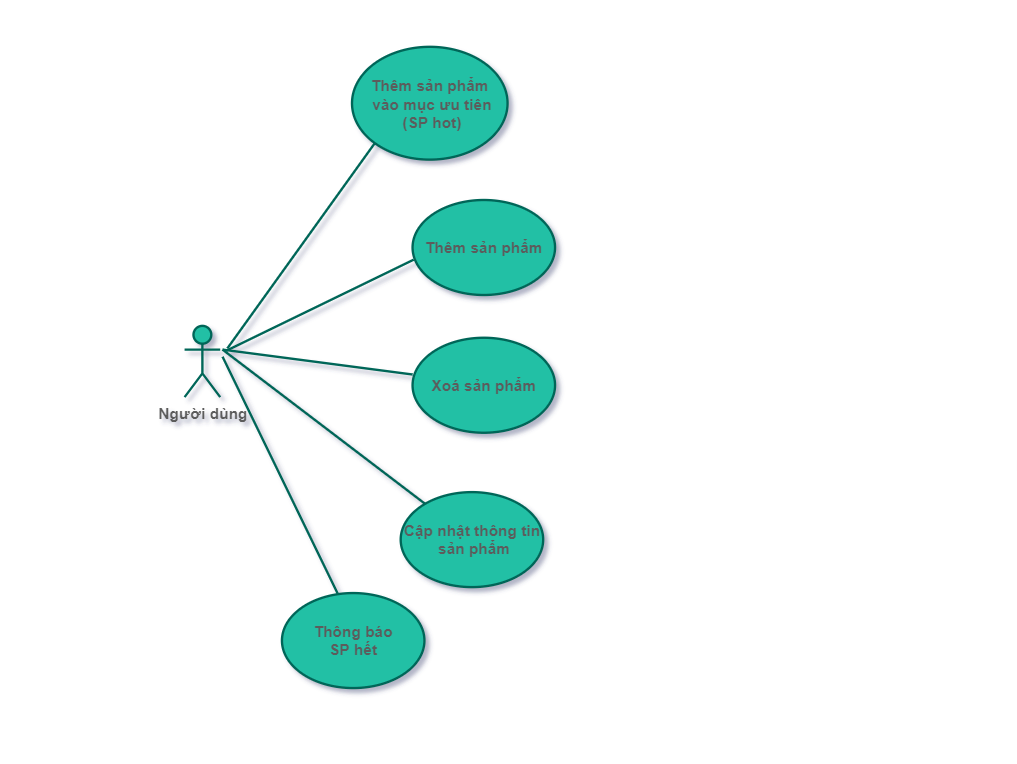 Thêm sản phẩm
vào mục ưu tiên
(SP hot)
Thêm sản phẩm
Xoá sản phẩm
Người dùng
Cập nhật thông tin
sản phẩm
Thông báo
SP hết